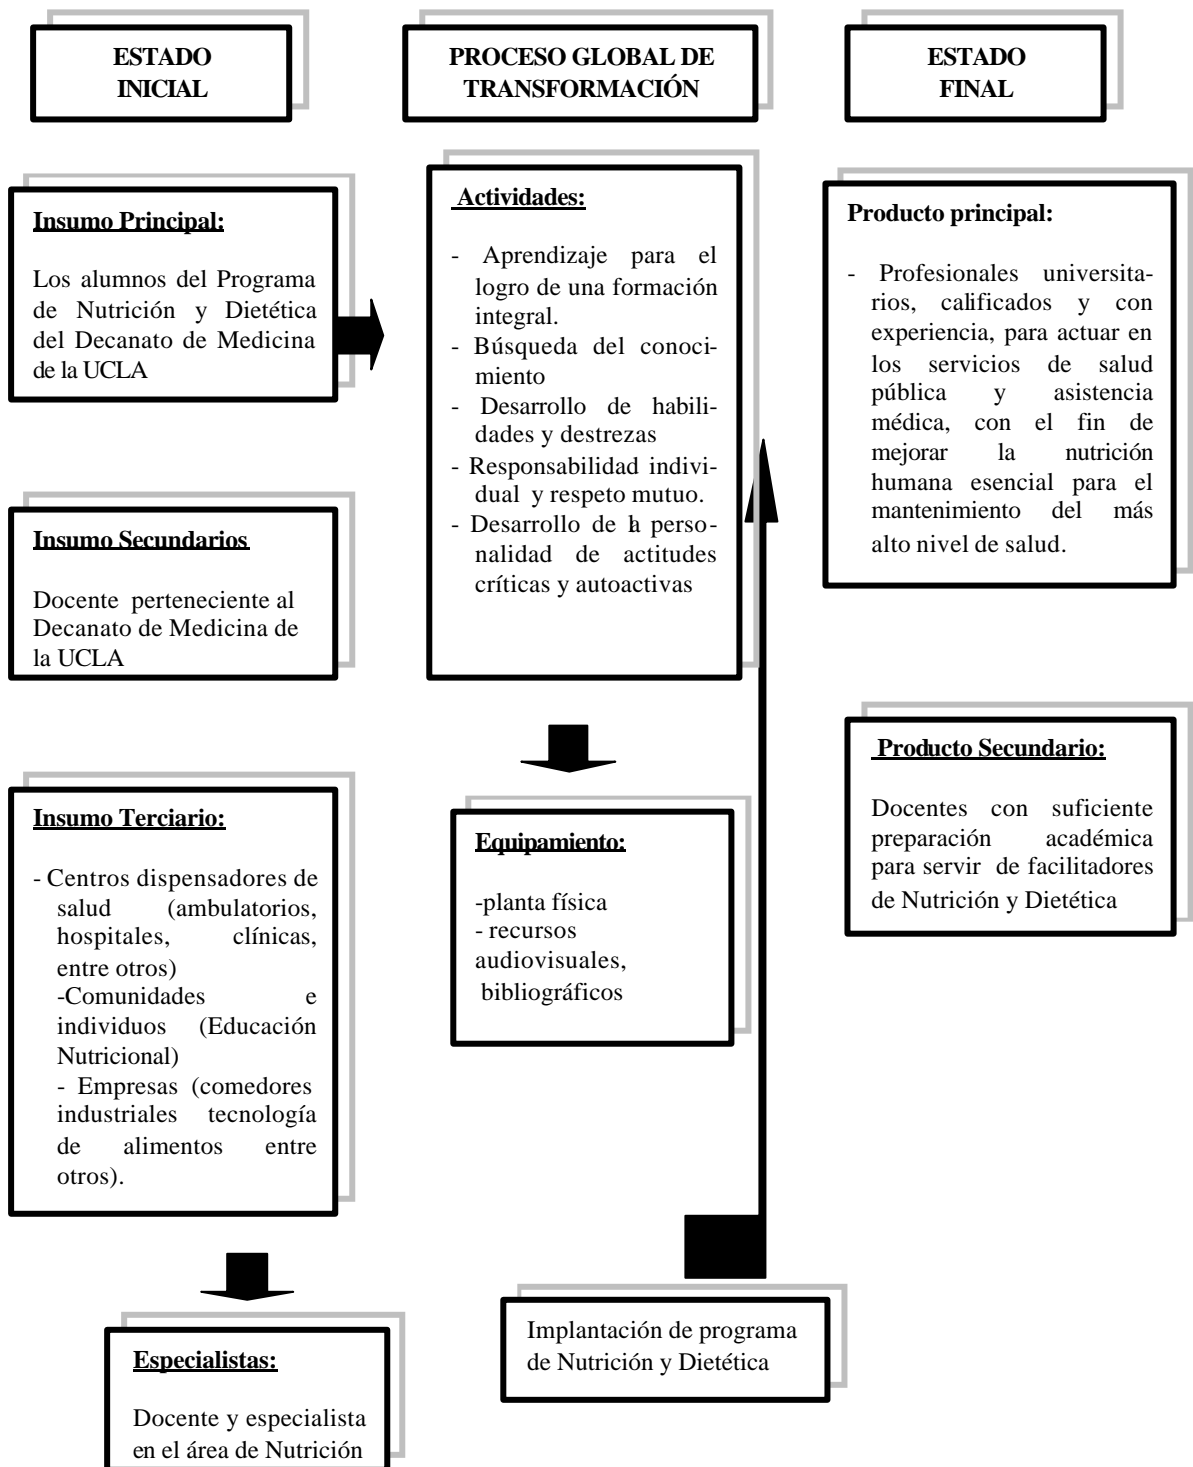 ESTADO
INICIAL
PROCESO GLOBAL DE
TRANSFORMACIÓN
ESTADO
FINAL
Insumo Principal:
Los alumnos del Programa
de Nutrición y Dietética
del Decanato de Medicina
de la UCLA
Insumo Secundarios
Docente perteneciente al
Decanato de Medicina de
la UCLA
Insumo Terciario:
- Centros dispensadores de
salud (ambulatorios,
hospitales, clínicas,
entre otros)
-Comunidades e
individuos (Educación
Nutricional)
- Empresas (comedores
industriales tecnología
de alimentos entre
otros).
Especialistas:
Docente y especialista
en el área de Nutrición
Actividades:
- Aprendizaje para el
logro de una formación
integral.
- Búsqueda del conoci-
miento
- Desarrollo de habili-
dades y destrezas
- Responsabilidad indivi-
dual y respeto mutuo.
- Desarrollo de la perso-
nalidad de actitudes
críticas y autoactivas
Equipamiento:
-planta física
- recursos
audiovisuales,
bibliográficos
Implantación de programa
de Nutrición y Dietética
Producto principal:
- Profesionales universita-
rios, calificados y con
experiencia, para actuar en
los servicios de salud
pública y asistencia
médica, con el fin de
mejorar la nutrición
humana esencial para el
mantenimiento del más
alto nivel de salud.
Producto Secundario:
Docentes con suficiente
preparación académica
para servir de facilitadores
de Nutrición y Dietética